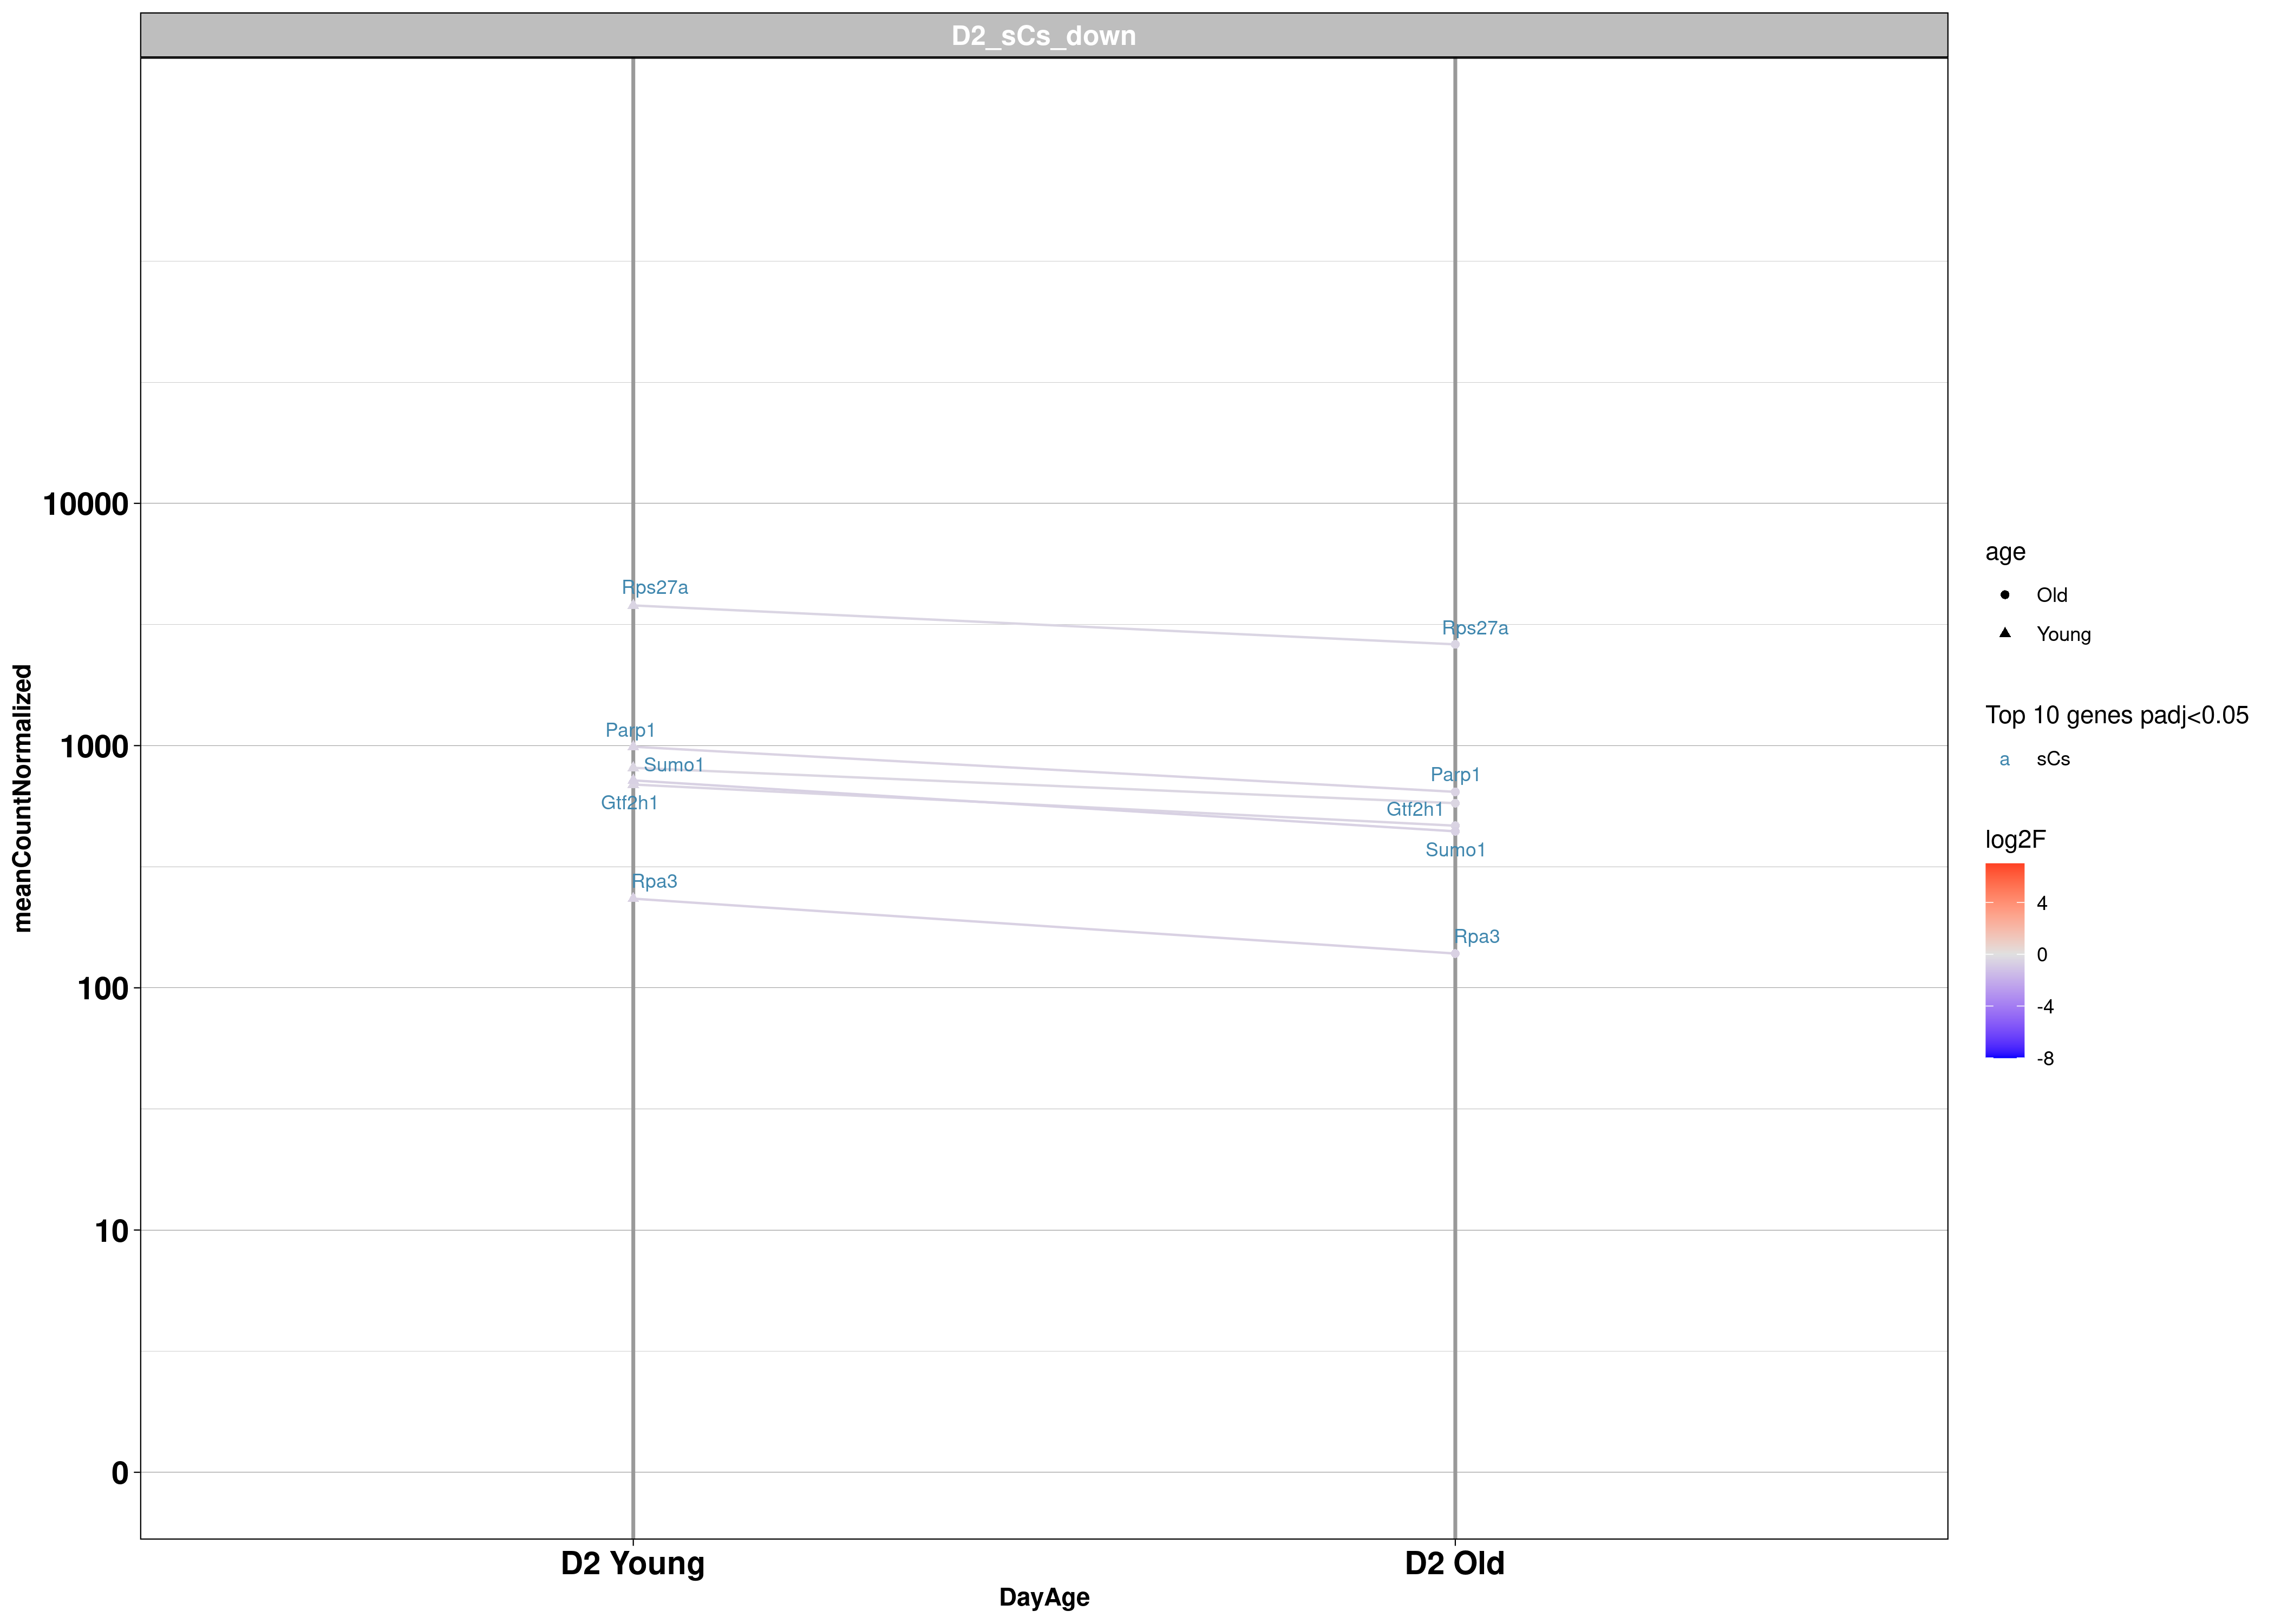 D2_sCs_down
meanCountNormalized
10000
1000
100
10
0
Rps27a
Rps27a
Parp1
Sumo1
Gtf2h1
Parp1
Gtf2h1
Sumo1
Rpa3
Rpa3
D2 Young
D2 Old
DayAge
age
Old
Young
Top 10 genes padj<0.05
a sCs
log2F
4
0
-4
-8